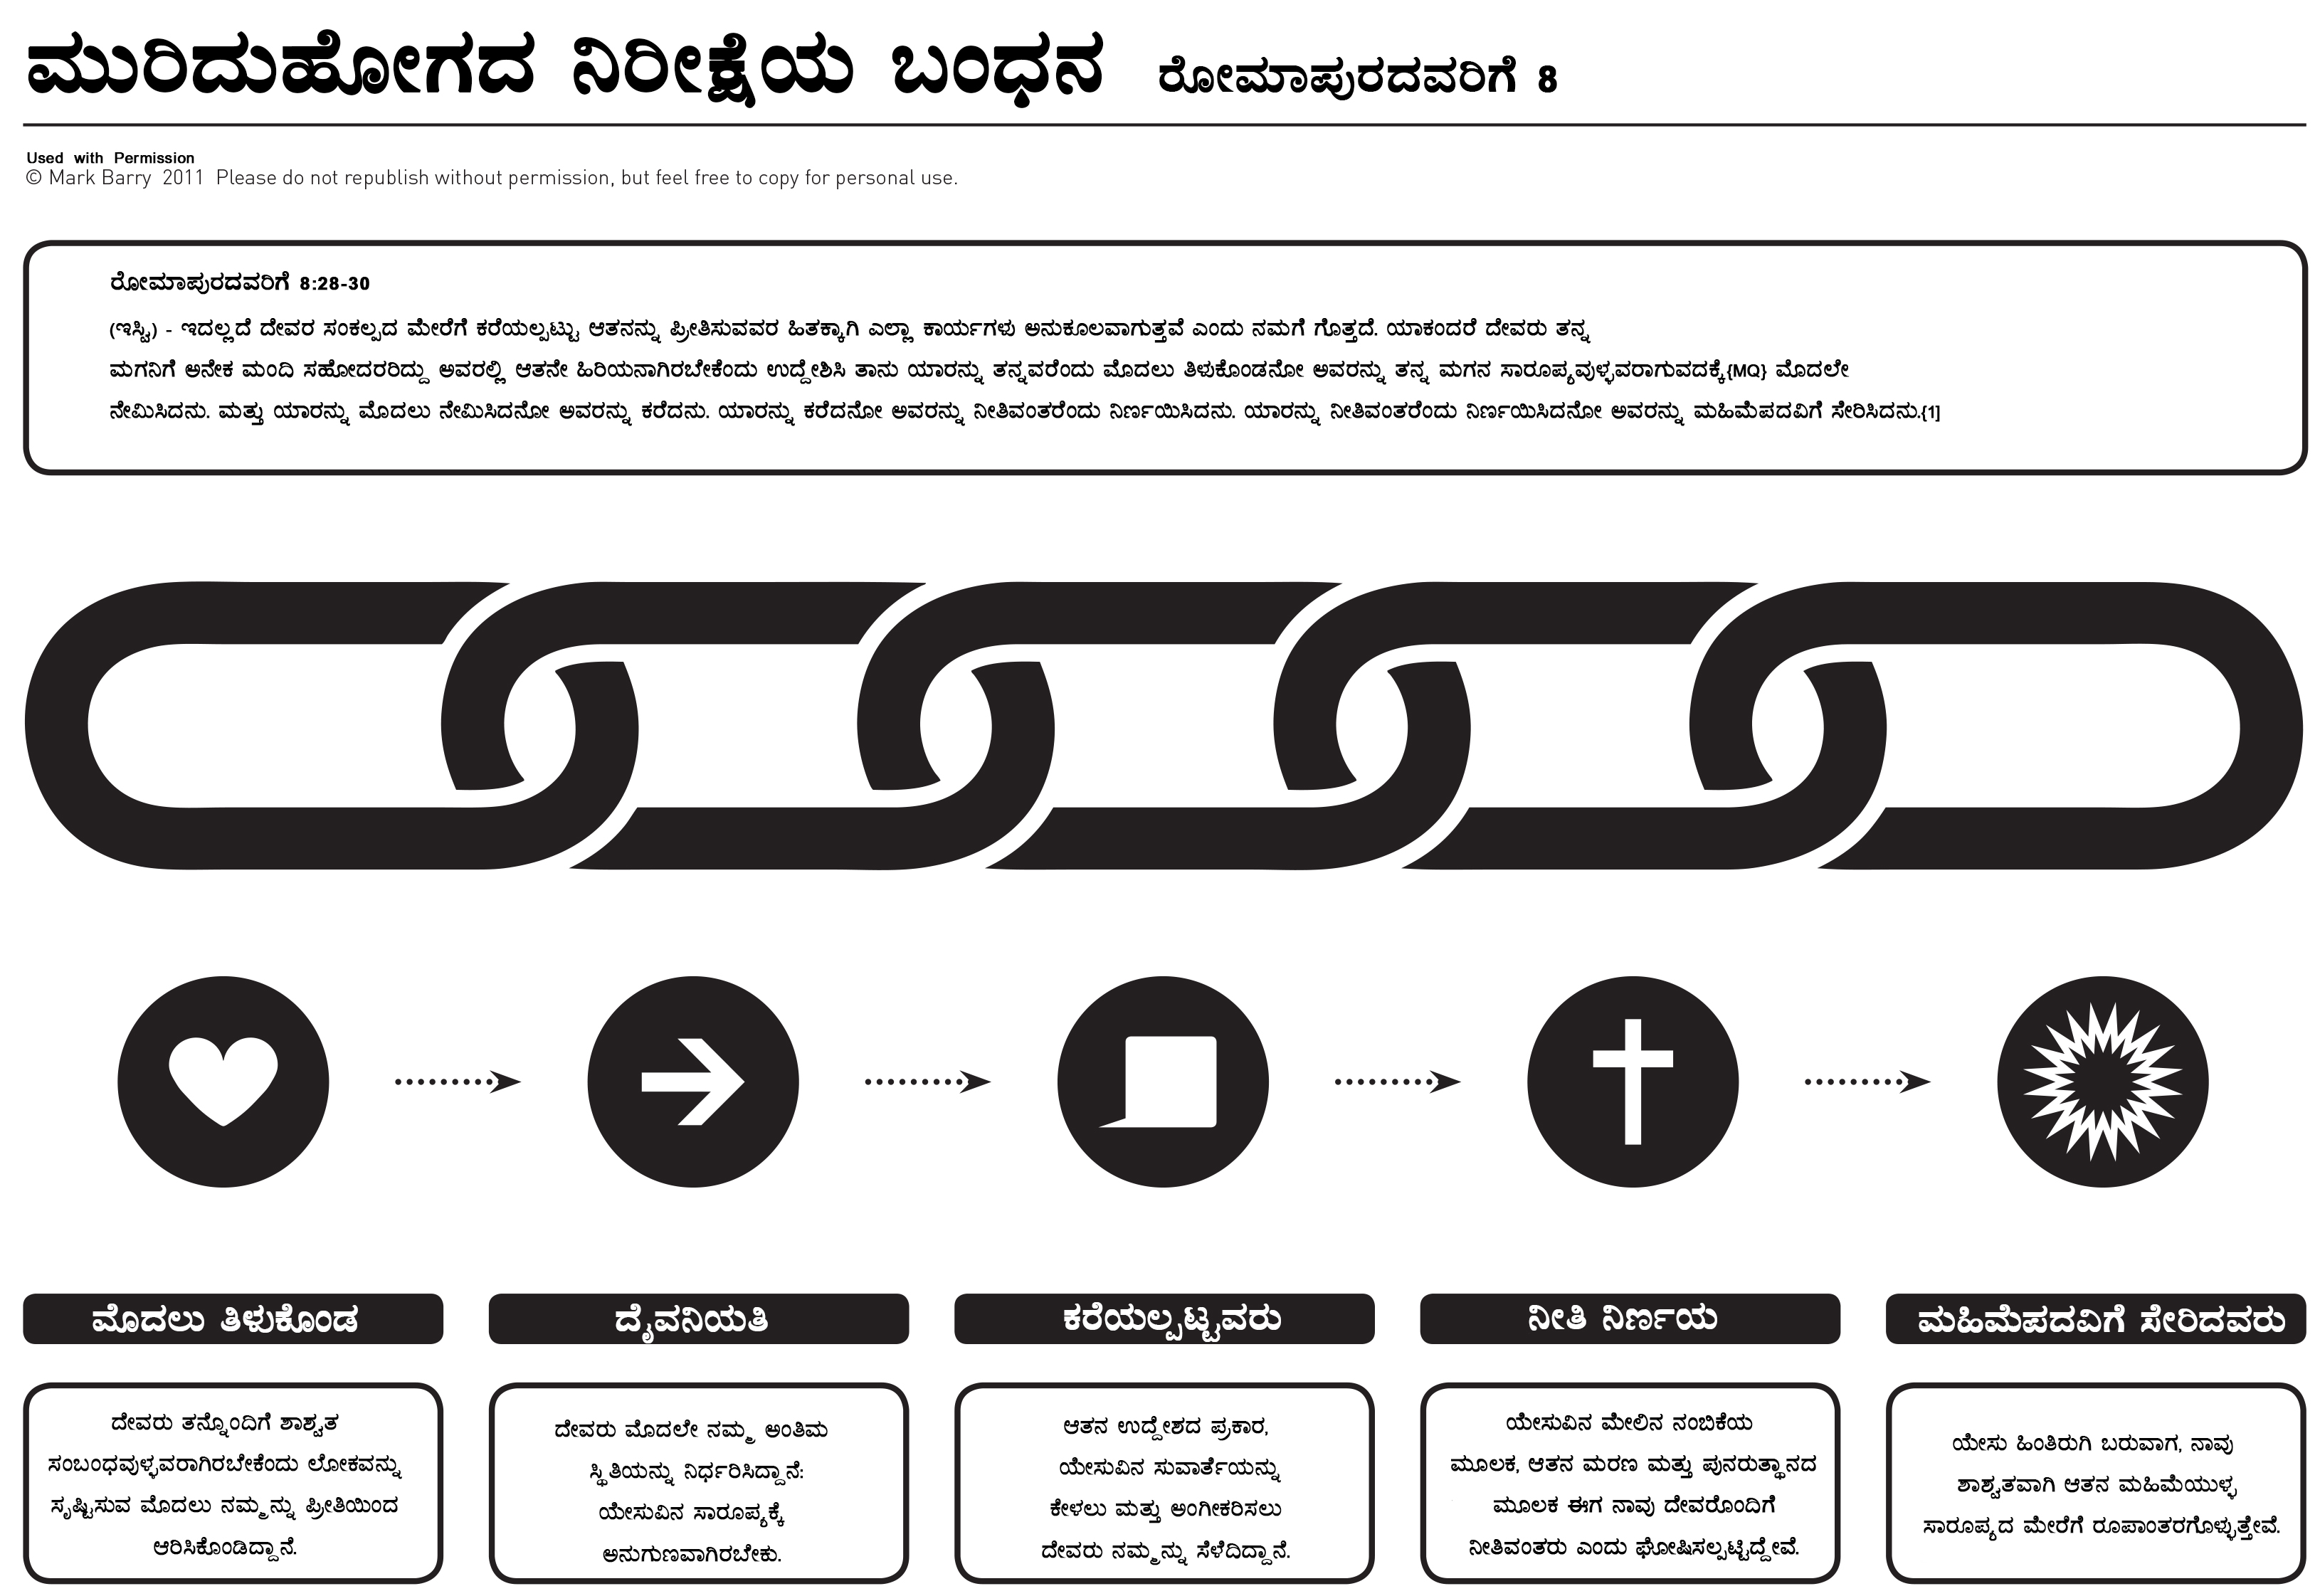 ಮುರಿದುಹೋಗದ ನಿರೀಕ್ಷೆಯ ಬಂಧನ ರೋಮಾಪುರದವರಿಗೆ 8
Used with Permission
© Mark Barry 2011 Please do not republish without permission, but feel free to copy for personal use.
ರೋಮಾಪುರದವರಿಗೆ 8:28-30
(ಇಸ್ವಿ) - ಇದಲ್ಲದೆ ದೇವರ ಸಂಕಲ್ಪದ ಮೇರೆಗೆ ಕರೆಯಲ್ಪಟ್ಟು ಆತನನ್ನು ಪ್ರೀತಿಸುವವರ ಹಿತಕ್ಕಾಗಿ ಎಲ್ಲಾ ಕಾರ್ಯಗಳು ಅನುಕೂಲವಾಗುತ್ತವೆ ಎಂದು ನಮಗೆ ಗೊತ್ತದೆ. ಯಾಕಂದರೆ ದೇವರು ತನ್ನ
ಮಗನಿಗೆ ಅನೇಕ ಮಂದಿ ಸಹೋದರರಿದ್ದು ಅವರಲ್ಲಿ ಆತನೇ ಹಿರಿಯನಾಗಿರಬೇಕೆಂದು ಉದ್ದೇಶಿಸಿ ತಾನು ಯಾರನ್ನು ತನ್ನವರೆಂದು ಮೊದಲು ತಿಳುಕೊಂಡನೋ ಅವರನ್ನು ತನ್ನ ಮಗನ ಸಾರೂಪ್ಯವುಳ್ಳವರಾಗುವದಕ್ಕೆ{MQ} ಮೊದಲೇ
ನೇಮಿಸಿದನು. ಮತ್ತು ಯಾರನ್ನು ಮೊದಲು ನೇಮಿಸಿದನೋ ಅವರನ್ನು ಕರೆದನು. ಯಾರನ್ನು ಕರೆದನೋ ಅವರನ್ನು ನೀತಿವಂತರೆಂದು ನಿರ್ಣಯಿಸಿದನು. ಯಾರನ್ನು ನೀತಿವಂತರೆಂದು ನಿರ್ಣಯಿಸಿದನೋ ಅವರನ್ನು ಮಹಿಮೆಪದವಿಗೆ ಸೇರಿಸಿದನು.{1]
ಮೊದಲು ತಿಳುಕೊಂಡ
ದೇವರು ತನ್ನೊಂದಿಗೆ ಶಾಶ್ವತ
ಸಂಬಂಧವುಳ್ಳವರಾಗಿರಬೇಕೆಂದು ಲೋಕವನ್ನು
ಸೃಷ್ಟಿಸುವ ಮೊದಲು ನಮ್ಮನ್ನು ಪ್ರೀತಿಯಿಂದ
ಆರಿಸಿಕೊಂಡಿದ್ದಾನೆ.
ದೈವನಿಯತಿ
ದೇವರು ಮೊದಲೇ ನಮ್ಮ ಅಂತಿಮ
ಸ್ಥಿತಿಯನ್ನು ನಿರ್ಧರಿಸಿದ್ದಾನೆ:
ಯೇಸುವಿನ ಸಾರೂಪ್ಯಕ್ಕೆ
ಅನುಗುಣವಾಗಿರಬೇಕು.
ಕರೆಯಲ್ಪಟ್ಟವರು
ಆತನ ಉದ್ದೇಶದ ಪ್ರಕಾರ,
ಯೇಸುವಿನ ಸುವಾರ್ತೆಯನ್ನು
ಕೇಳಲು ಮತ್ತು ಅಂಗೀಕರಿಸಲು
ದೇವರು ನಮ್ಮನ್ನು ಸೆಳೆದಿದ್ದಾನೆ.
ನೀತಿ ನಿರ್ಣಯ
ಯೇಸುವಿನ ಮೇಲಿನ ನಂಬಿಕೆಯ
ಮೂಲಕ, ಆತನ ಮರಣ ಮತ್ತು ಪುನರುತ್ಥಾನದ
ಮೂಲಕ ಈಗ ನಾವು ದೇವರೊಂದಿಗೆ
ನೀತಿವಂತರು ಎಂದು ಘೋಷಿಸಲ್ಪಟ್ಟಿದ್ದೇವೆ.
ಮಹಿಮೆಪದವಿಗೆ ಸೇರಿದವರು
ಯೇಸು ಹಿಂತಿರುಗಿ ಬರುವಾಗ, ನಾವು
ಶಾಶ್ವತವಾಗಿ ಆತನ ಮಹಿಮೆಯುಳ್ಳ
ಸಾರೂಪ್ಯದ ಮೇರೆಗೆ ರೂಪಾಂತರಗೊಳ್ಳುತ್ತೇವೆ.